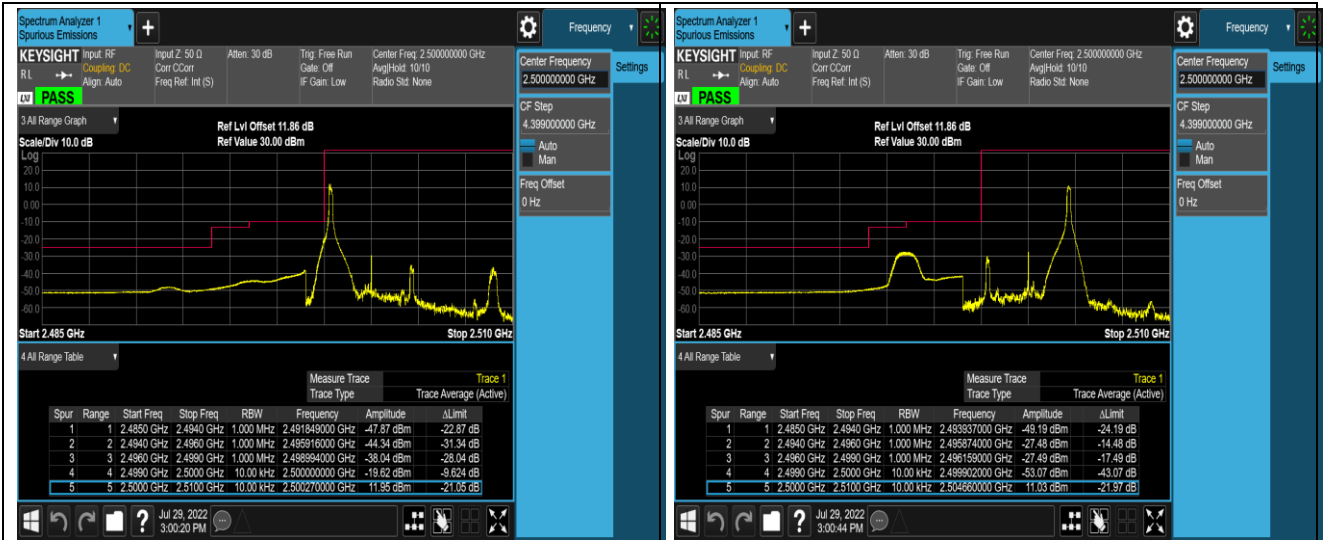 Spectrum Analyzer 1
Spurious Emissions
Frequency
KEYSIGHT
Input: RF
Coupling: DC
Align: Auto
Input Z: 50 Ω
Corr CCorr
Freq Ref: Int (S)
Atten: 30 dB
Trig: Free Run
Gate: Off
IF Gain: Low
Center Freq: 2.500000000 GHz
Avg|Hold: 10/10
Radio Std: None
RL
LXI PASS
Center Frequency
2.500000000 GHz
Settings
CF Step
4.399000000 GHz
Auto
Man
Freq Offset
0 Hz
3 All Range Graph
Ref Lvl Offset 11.86 dB
Scale/Div 10.0 dB
Ref Value 30.00 dBm
Log
20.0
10.0
0.00
-10.0
-20.0
-30.0
-40.0
-50.0
-60.0
Start 2.485 GHz
Stop 2.510 GHz
4 All Range Table
Measure Trace Trace 1
Trace Type Trace Average (Active)
Spur Range Start Freq Stop Freq RBW Frequency Amplitude ΔLimit
1 1 2.4850 GHz 2.4940 GHz 1.000 MHz 2.491849000 GHz -47.87 dBm -22.87 dB
2 2 2.4940 GHz 2.4960 GHz 1.000 MHz 2.495916000 GHz -44.34 dBm -31.34 dB
3 3 2.4960 GHz 2.4990 GHz 1.000 MHz 2.498994000 GHz -38.04 dBm -28.04 dB
4 4 2.4990 GHz 2.5000 GHz 10.00 kHz 2.500000000 GHz -19.62 dBm -9.624 dB
5 5 2.5000 GHz 2.5100 GHz 10.00 kHz 2.500270000 GHz 11.95 dBm -21.05 dB
?
Jul 29, 2022
3:00:20 PM
Spectrum Analyzer 1
Spurious Emissions
Frequency
KEYSIGHT
Input: RF
Coupling: DC
Align: Auto
Input Z: 50 Ω
Corr CCorr
Freq Ref: Int (S)
Atten: 30 dB
Trig: Free Run
Gate: Off
IF Gain: Low
Center Freq: 2.500000000 GHz
Avg|Hold: 10/10
Radio Std: None
RL
LXI PASS
Center Frequency
2.500000000 GHz
Settings
CF Step
4.399000000 GHz
Auto
Man
Freq Offset
0 Hz
3 All Range Graph
Ref Lvl Offset 11.86 dB
Scale/Div 10.0 dB
Ref Value 30.00 dBm
Log
20.0
10.0
0.00
-10.0
-20.0
-30.0
-40.0
-50.0
-60.0
Start 2.485 GHz
Stop 2.510 GHz
4 All Range Table
Measure Trace Trace 1
Trace Type Trace Average (Active)
Spur Range Start Freq Stop Freq RBW Frequency Amplitude ΔLimit
1 1 2.4850 GHz 2.4940 GHz 1.000 MHz 2.493937000 GHz -49.19 dBm -24.19 dB
2 2 2.4940 GHz 2.4960 GHz 1.000 MHz 2.495874000 GHz -27.48 dBm -14.48 dB
3 3 2.4960 GHz 2.4990 GHz 1.000 MHz 2.496159000 GHz -27.49 dBm -17.49 dB
4 4 2.4990 GHz 2.5000 GHz 10.00 kHz 2.499902000 GHz -53.07 dBm -43.07 dB
5 5 2.5000 GHz 2.5100 GHz 10.00 kHz 2.504660000 GHz 11.03 dBm -21.97 dB
?
Jul 29, 2022
3:00:44 PM